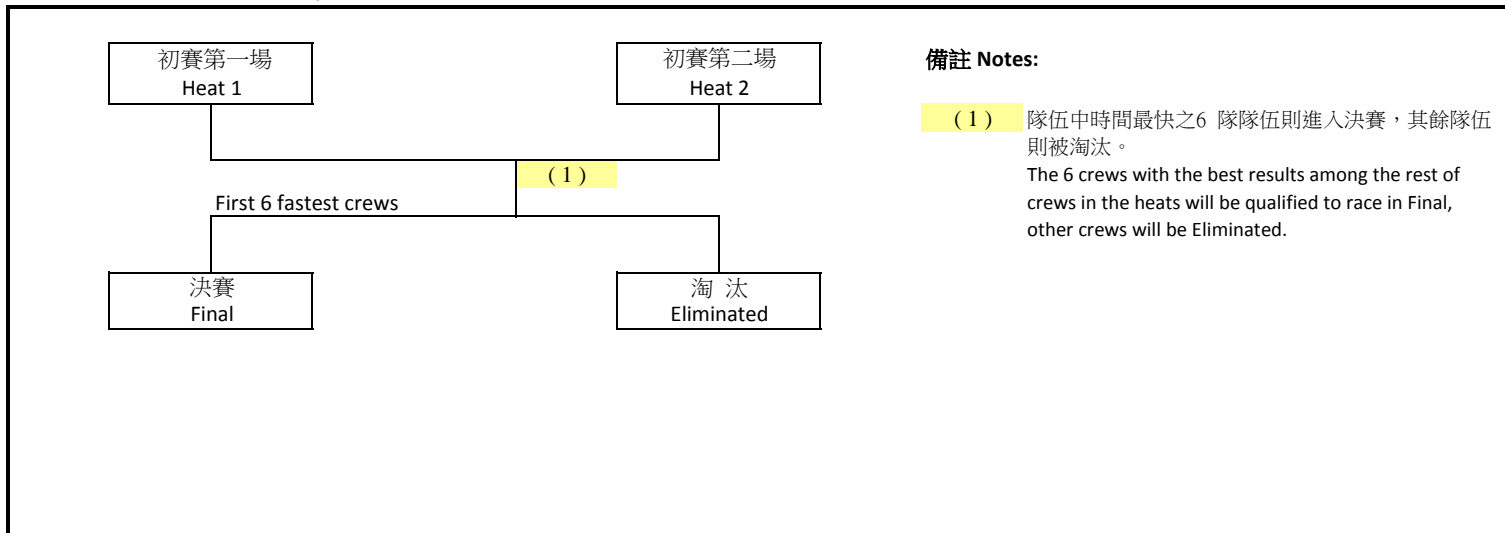 初賽第一場
Heat 1
初賽第二場
Heat 2
備註 Notes:
( 1 )
隊伍中時間最快之6 隊隊伍則進入決賽，其餘隊伍
則被淘汰。
The 6 crews with the best results among the rest of
crews in the heats will be qualified to race in Final,
other crews will be Eliminated.
( 1 )
First 6 fastest crews
決賽
Final
淘 汰
Eliminated